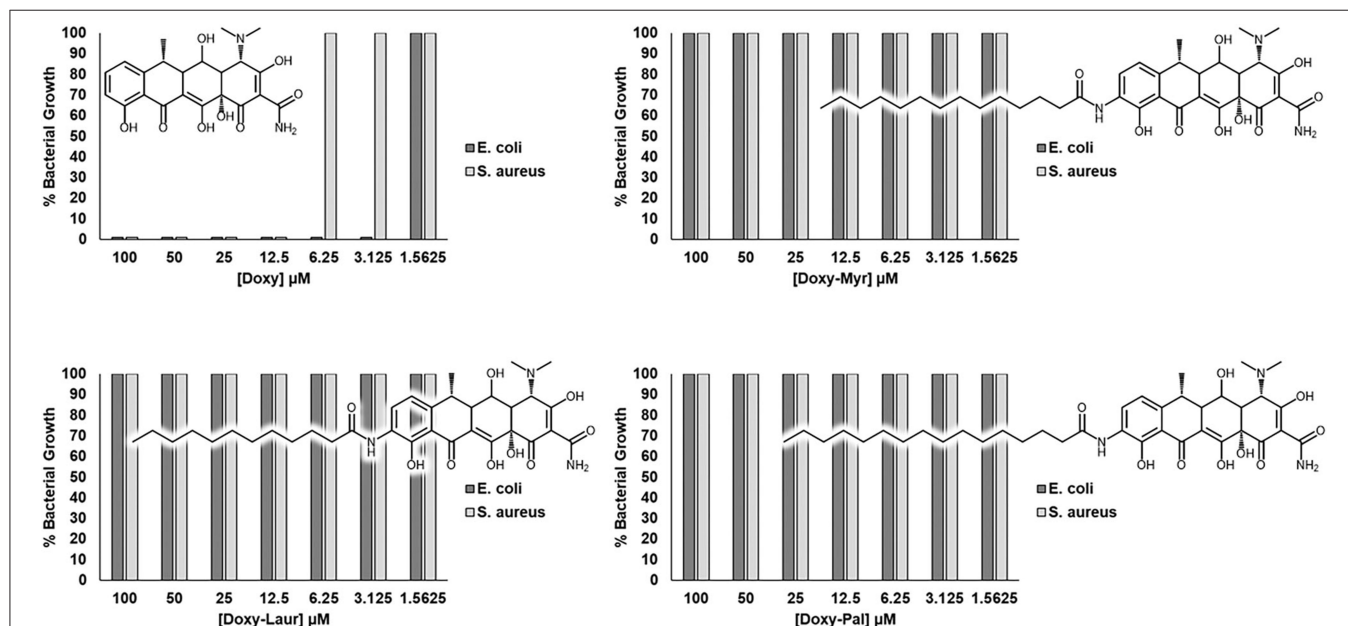 100
90
80
70
60
50
40
30
20
10
0
% Bacterial Growth
OH
N
OH
OH
O
OH
OH
O
NH₂
O
E. coli
S. aureus
100 50 25 12.5 6.25 3.125 1.5625
[Doxy] µM
100
90
80
70
60
50
40
30
20
10
0
% Bacterial Growth
O
N
H
OH
N
OH
OH
O
OH
OH
O
NH₂
O
E. coli
S. aureus
100 50 25 12.5 6.25 3.125 1.5625
[Doxy-Myr] µM
100
90
80
70
60
50
40
30
20
10
0
% Bacterial Growth
O
N
H
OH
N
OH
OH
O
OH
OH
O
NH₂
O
E. coli
S. aureus
100 50 25 12.5 6.25 3.125 1.5625
[Doxy-Laur] µM
100
90
80
70
60
50
40
30
20
10
0
% Bacterial Growth
O
N
H
OH
N
OH
OH
O
OH
OH
O
NH₂
O
E. coli
S. aureus
100 50 25 12.5 6.25 3.125 1.5625
[Doxy-Pal] µM